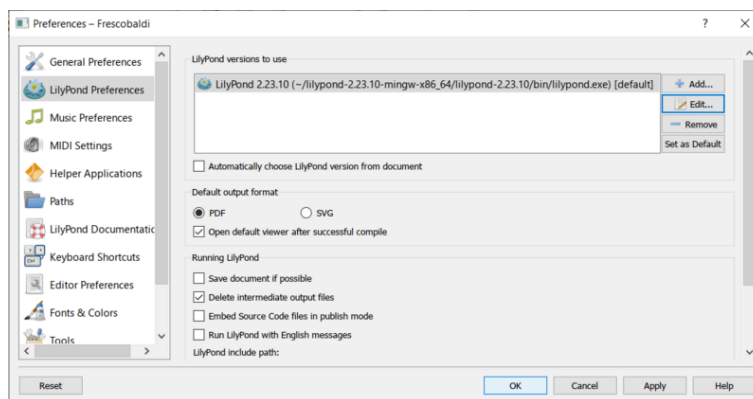 Preferences – Frescobaldi
General Preferences
LilyPond Preferences
Music Preferences
MIDI Settings
Helper Applications
Paths
LilyPond Documentatic
Keyboard Shortcuts
Editor Preferences
Fonts & Colors
Tools
LilyPond versions to use
LilyPond 2.23.10 (~/lilypond-2.23.10-mingw-x86_64/lilypond-2.23.10/bin/lilypond.exe) [default]
Add...
Edit...
Remove
Set as Default
Automatically choose LilyPond version from document
Default output format
PDF SVG
Open default viewer after successful compile
Running LilyPond
Save document if possible
Delete intermediate output files
Embed Source Code files in publish mode
Run LilyPond with English messages
LilyPond include path:
Reset OK Cancel Apply Help